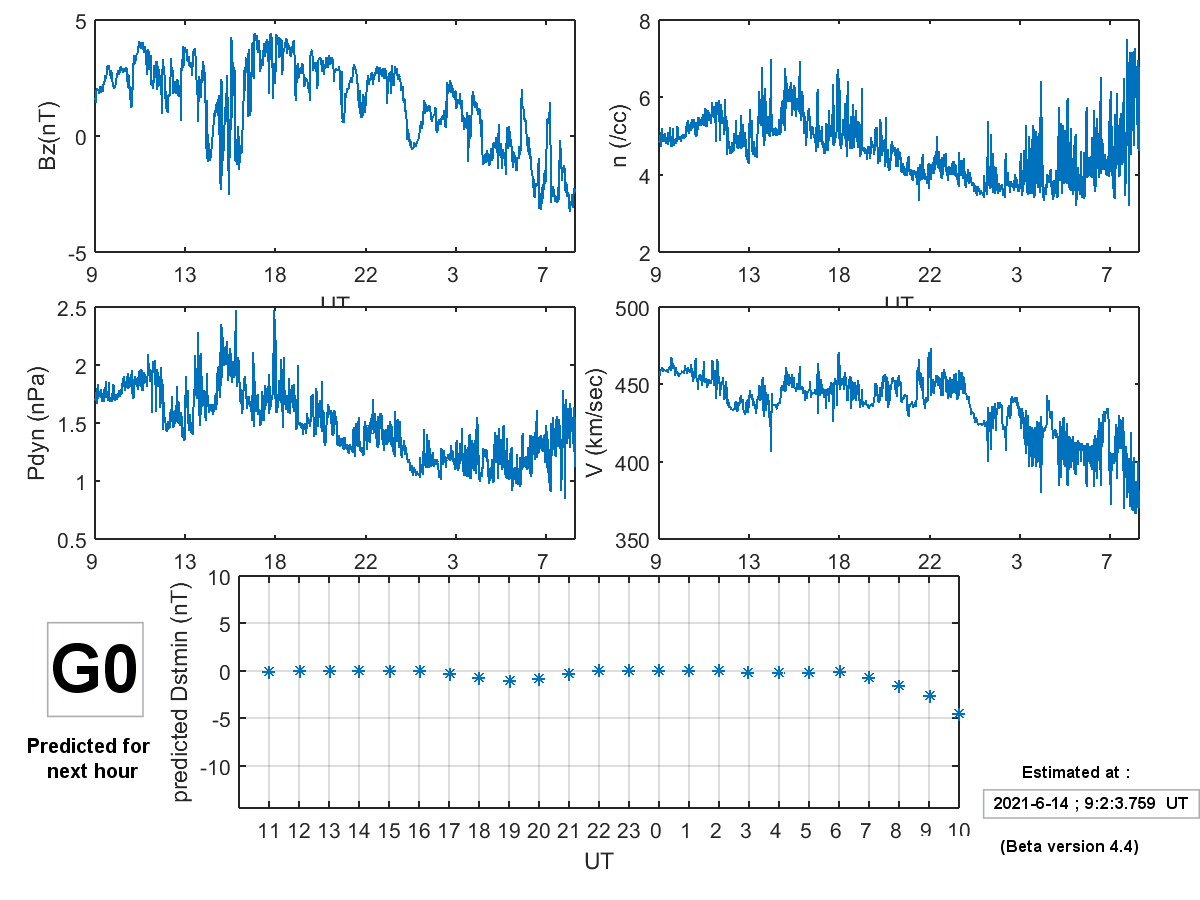 5
0
-5
Bz(nT)
9 13 18 22 3 7
UT
8
6
4
2
n (/cc)
9 13 18 22 3 7
UT
2.5
2
1.5
1
0.5
Pdyn (nPa)
9 13 18 22 3 7
500
450
400
350
V (km/sec)
9 13 18 22 3 7
10
5
0
-5
-10
predicted Dstmin (nT)
11 12 13 14 15 16 17 18 19 20 21 22 23 0 1 2 3 4 5 6 7 8 9 10
UT
G0
Predicted for
next hour
Estimated at :
2021-6-14 ; 9:2:3.759 UT
(Beta version 4.4)